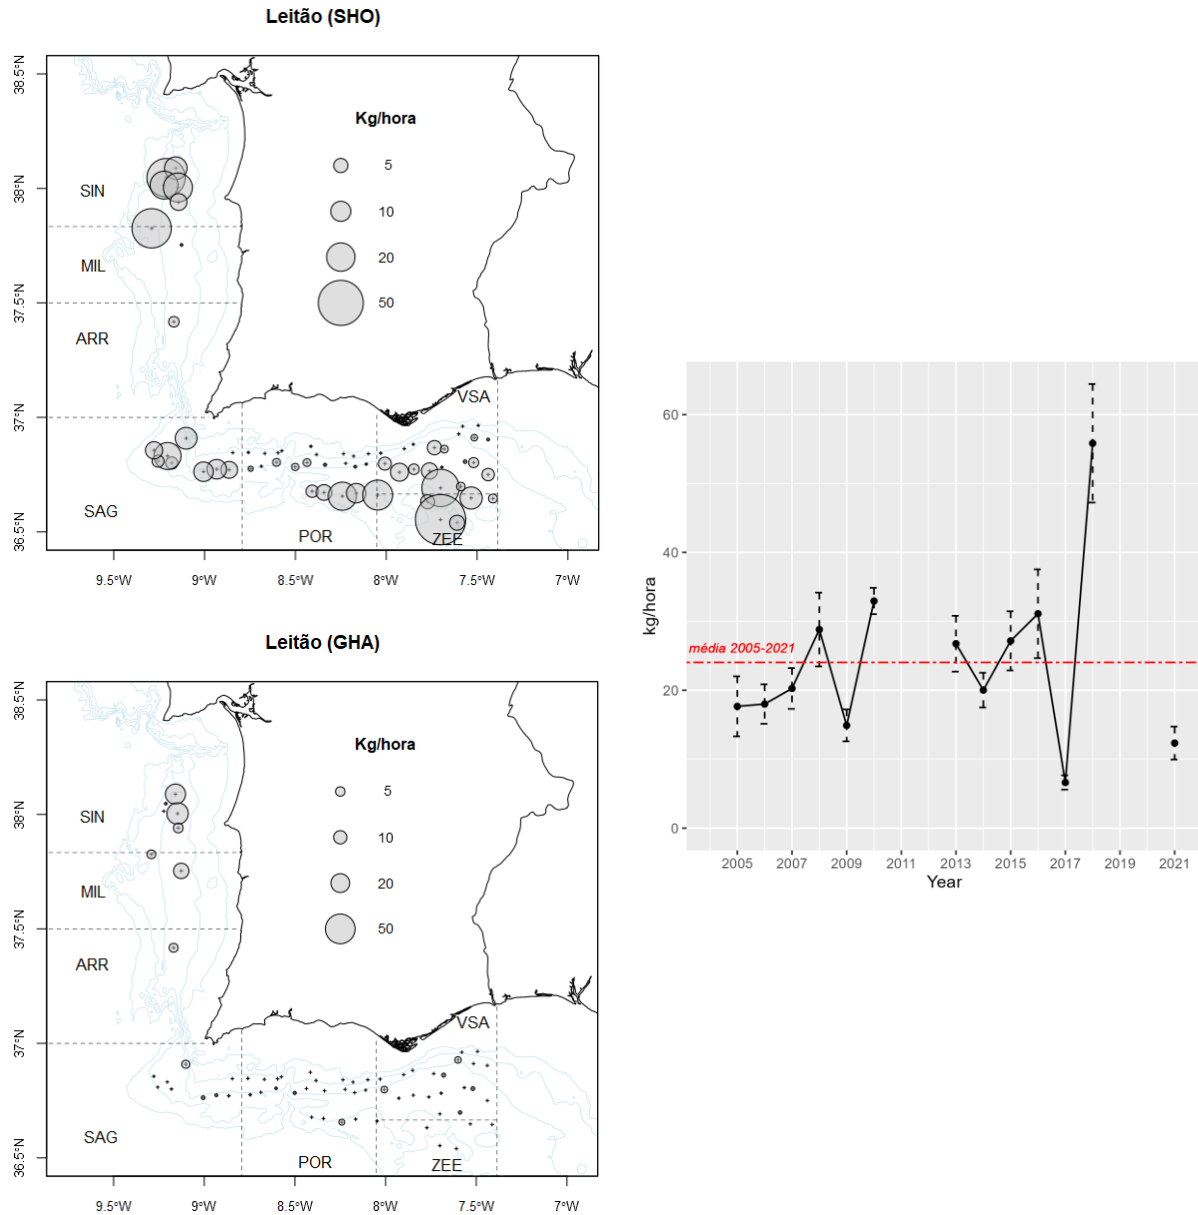 Leitão (SHO)
38.5°N
38°N
37.5°N
37°N
36.5°N
Kg/hora
5
10
20
50
SIN
MIL
ARR
VSA
SAG
POR
ZEE
9.5°W 9°W 8.5°W 8°W 7.5°W 7°W
Leitão (GHA)
38.5°N
38°N
37.5°N
37°N
36.5°N
Kg/hora
5
10
20
50
SIN
MIL
ARR
VSA
SAG
POR
ZEE
9.5°W 9°W 8.5°W 8°W 7.5°W 7°W
kg/hora
60
40
20
0
média 2005-2021
2005 2007 2009 2011 2013 2015 2017 2019 2021
Year